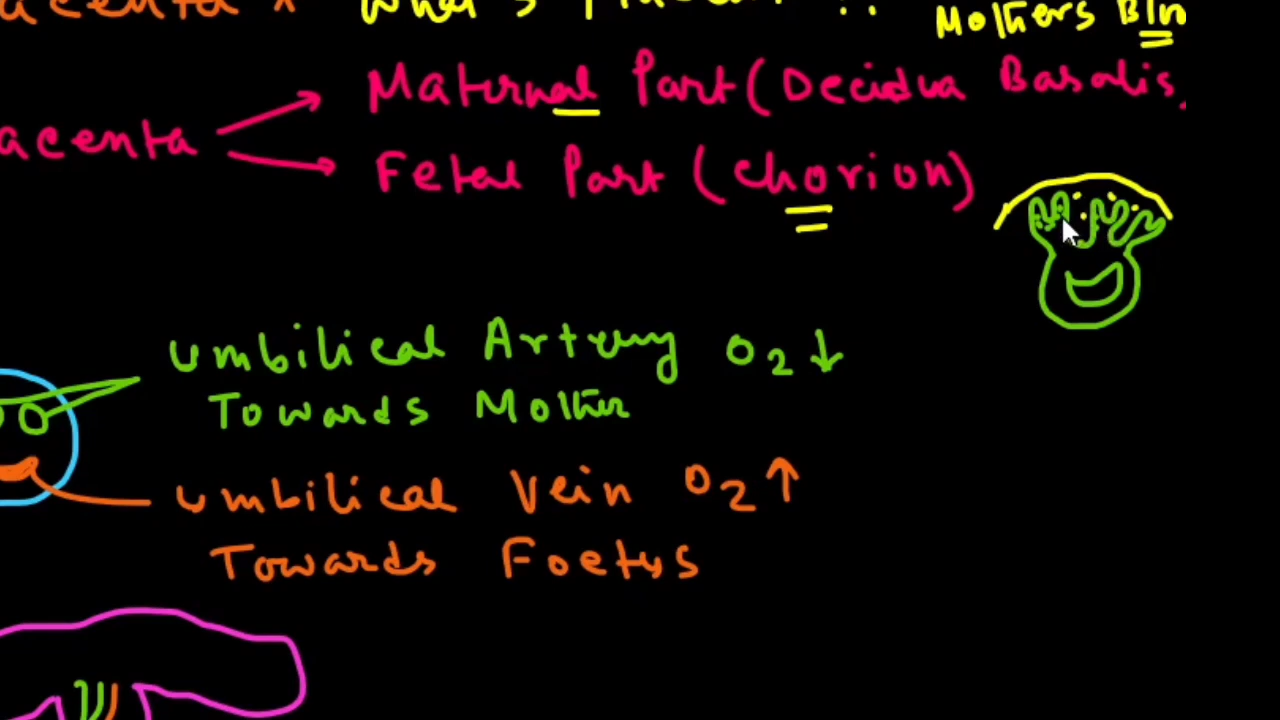 What's
Mothers
acenta Maternal Part (Decidua Basalis
Fetal Part (Chorion)
Umbilical Artery O2↓
Towards Mother
Umbilical Vein O2↑
Towards Foetus